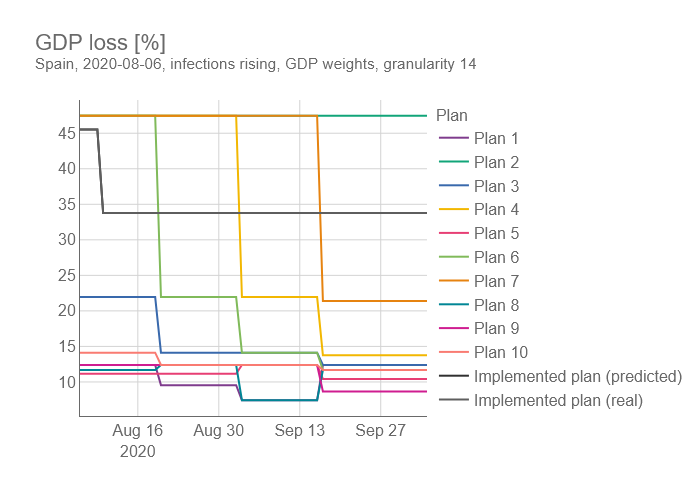 GDP loss [%]
Spain, 2020-08-06, infections rising, GDP weights, granularity 14
Plan
45
Plan 1
Plan 2
40
Plan 3
35
Plan 4
Plan 5
30
Plan 6
25
Plan 7
20
Plan 8
Plan 9
15
Plan 10
10
Implemented plan (predicted)
Implemented plan (real)
Aug 16 Aug 30 Sep 13 Sep 27
2020